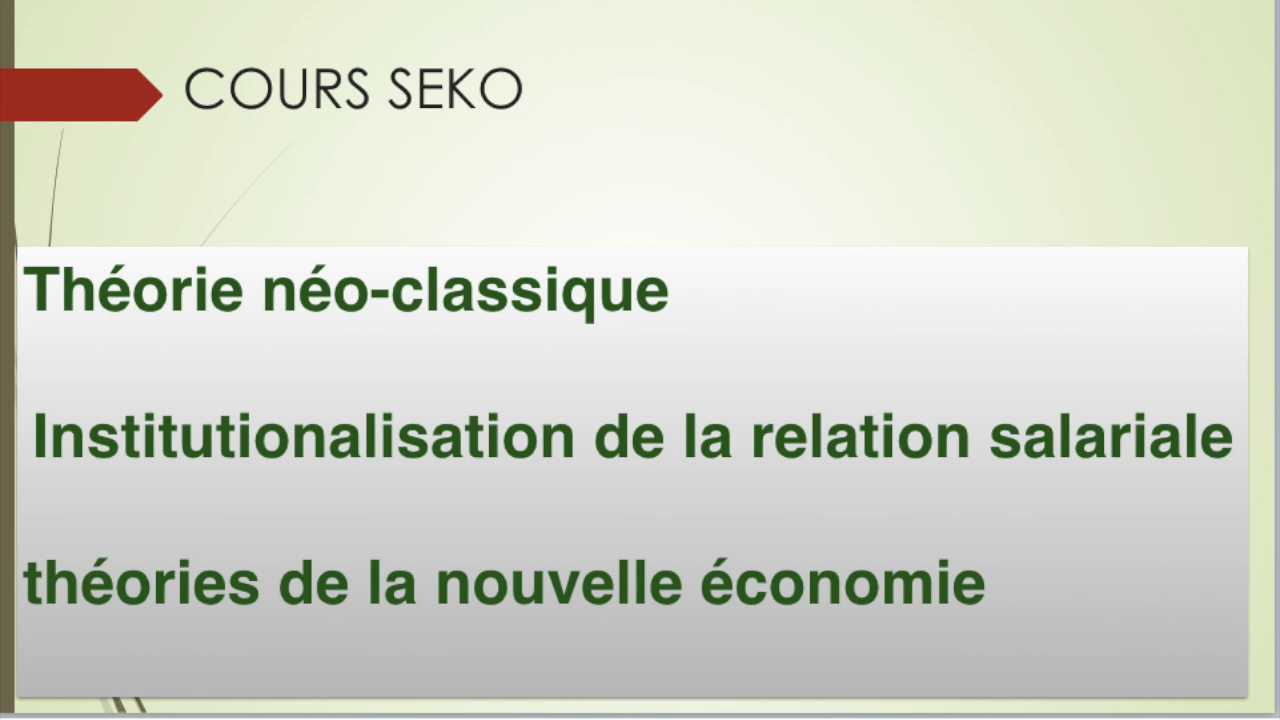 COURS SEKO
Théorie néo-classique
Institutionalisation de la relation salariale
théories de la nouvelle économie